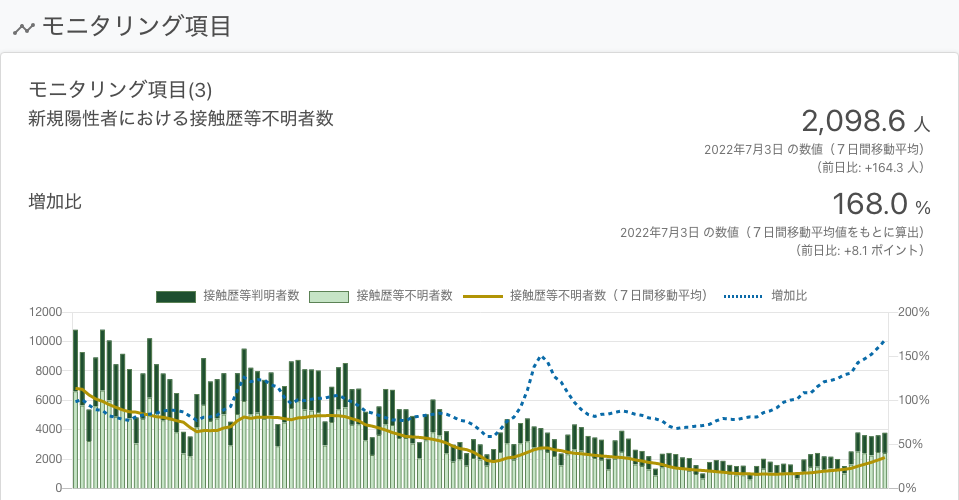 モニタリング項目
モニタリング項目(3)
新規陽性者における接触歴等不明者数
2,098.6 人
2022年7月3日 の数値（７日間移動平均）
（前日比: +164.3 人）
増加比
168.0 %
2022年7月3日 の数値（７日間移動平均値をもとに算出）
（前日比: +8.1 ポイント）
接触歴等判明者数 接触歴等不明者数 接触歴等不明者数（７日間移動平均） 増加比
12000 200%
10000
8000 150%
6000 100%
4000
2000 50%
0 0%